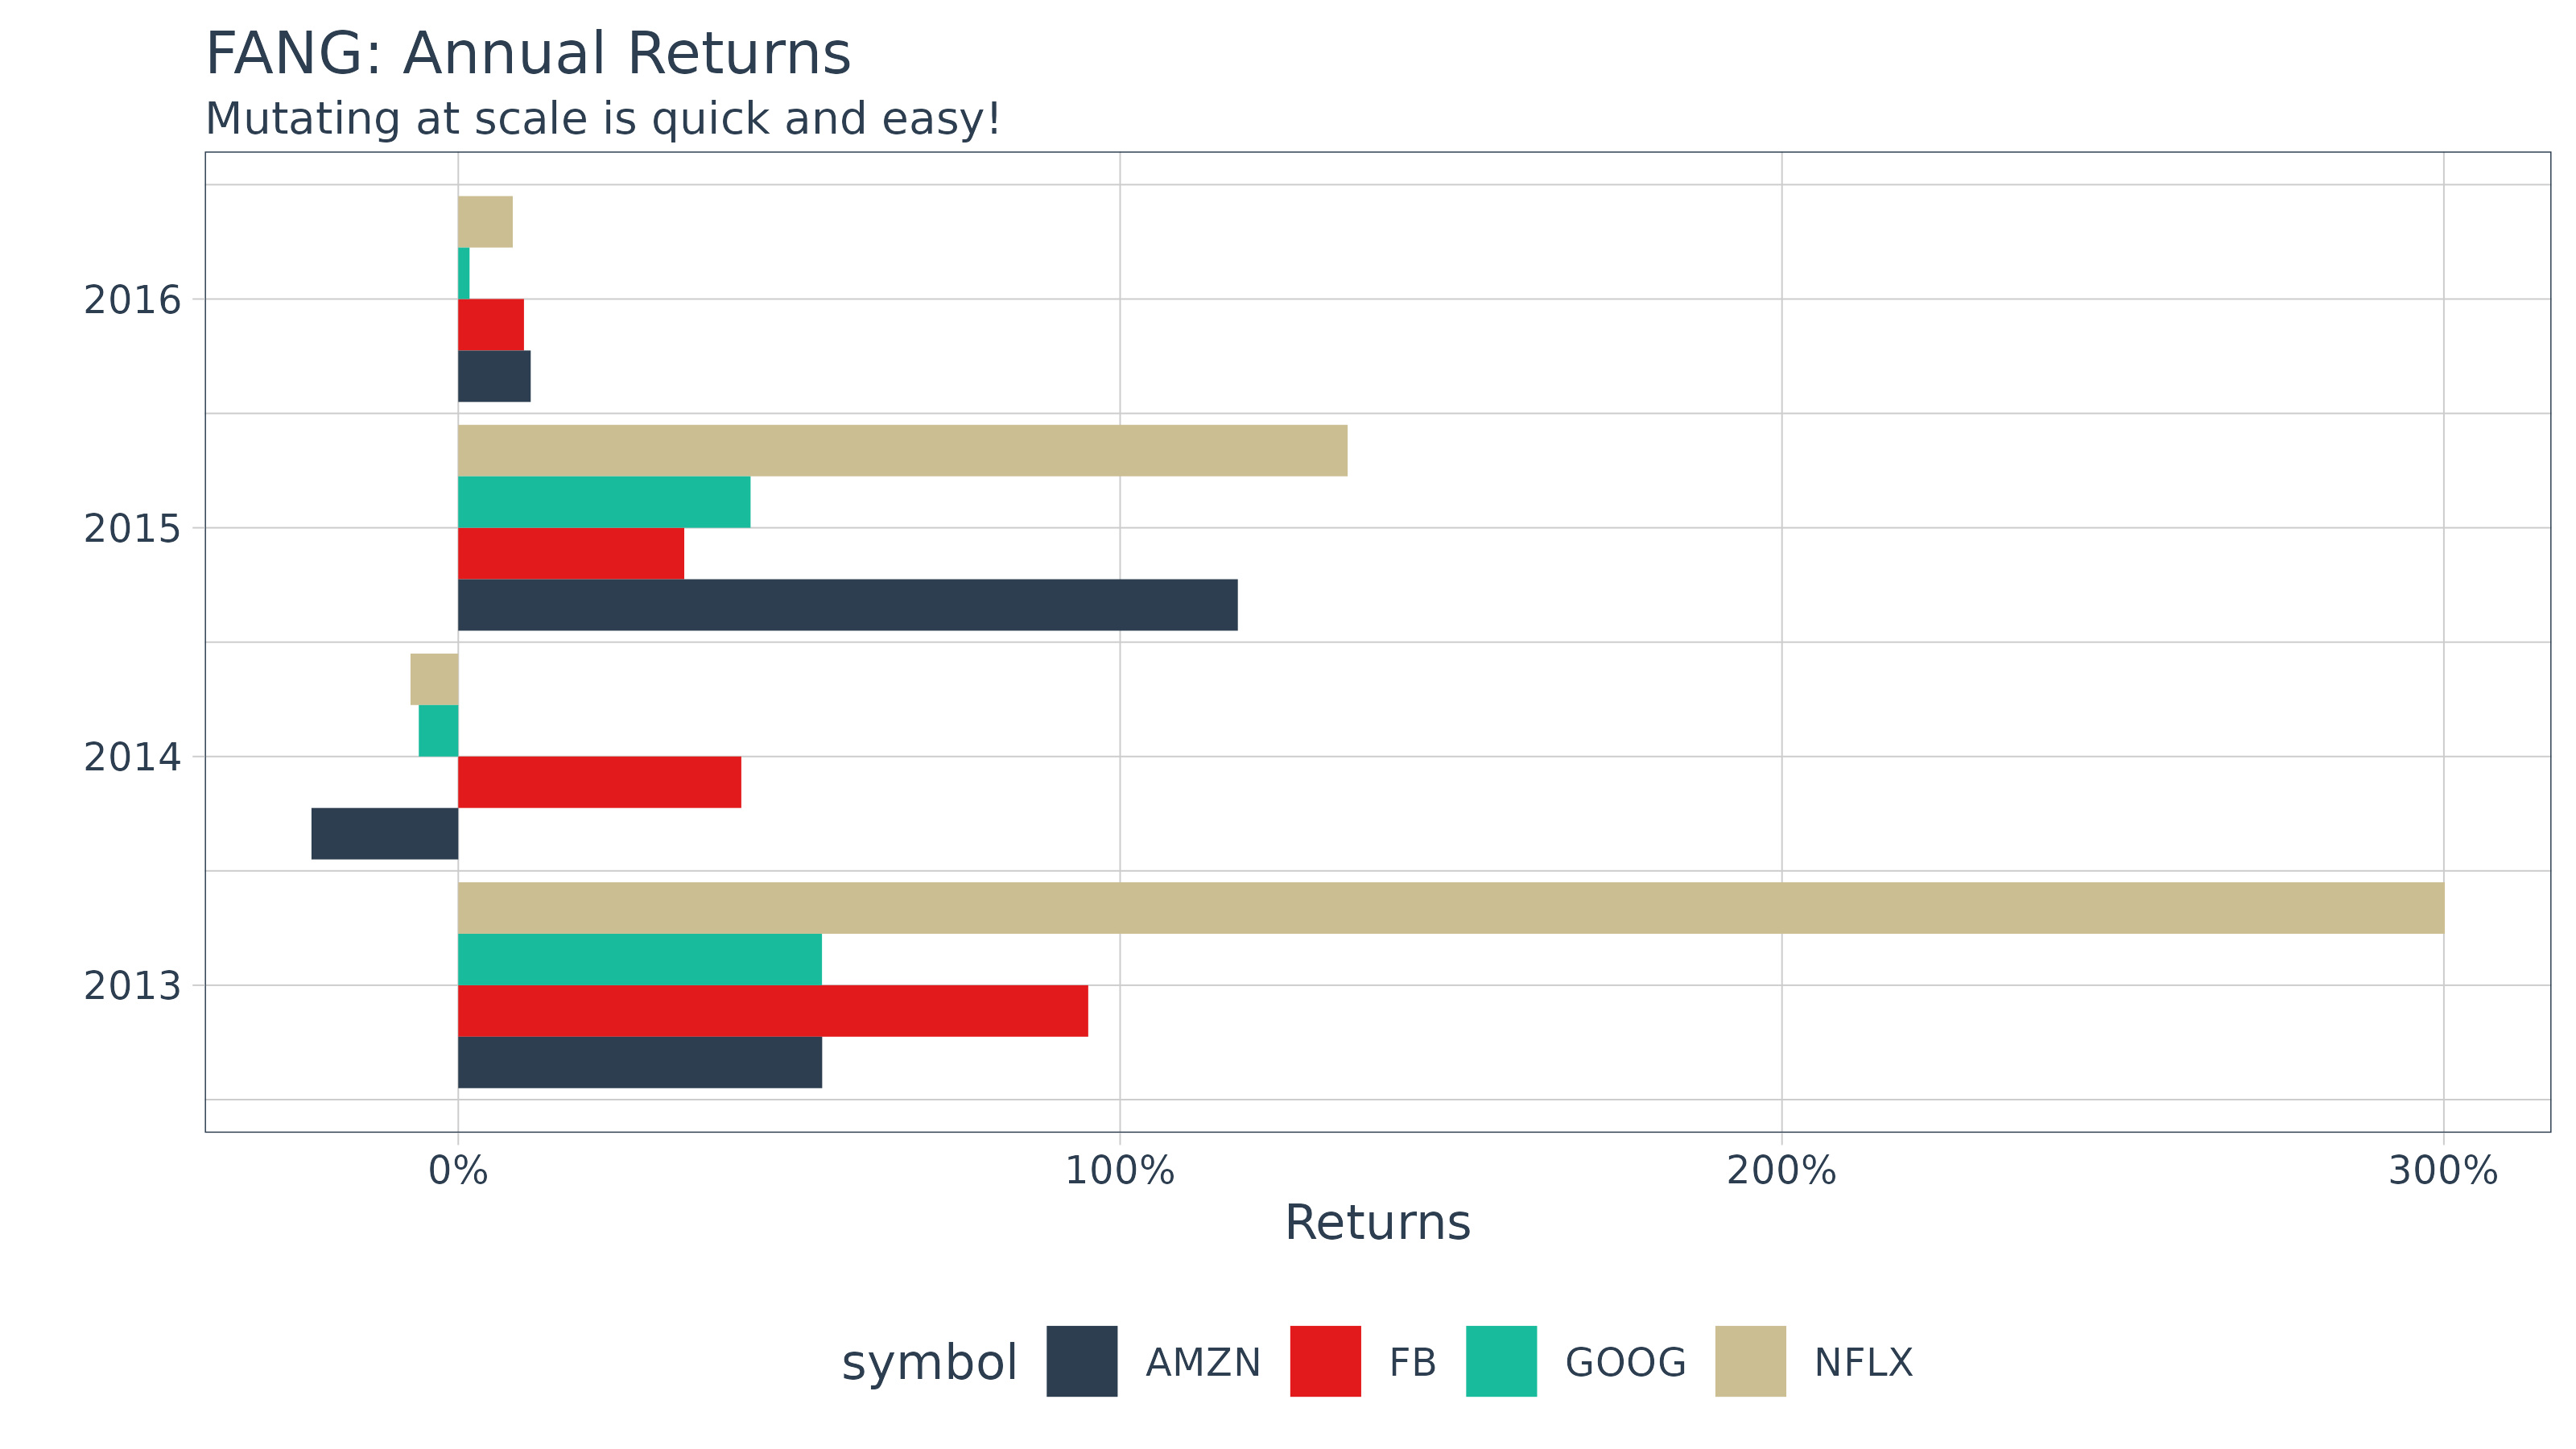 FANG: Annual Returns
Mutating at scale is quick and easy!
2016
2015
2014
2013
0% 100% 200% 300%
Returns
symbol AMZN FB GOOG NFLX